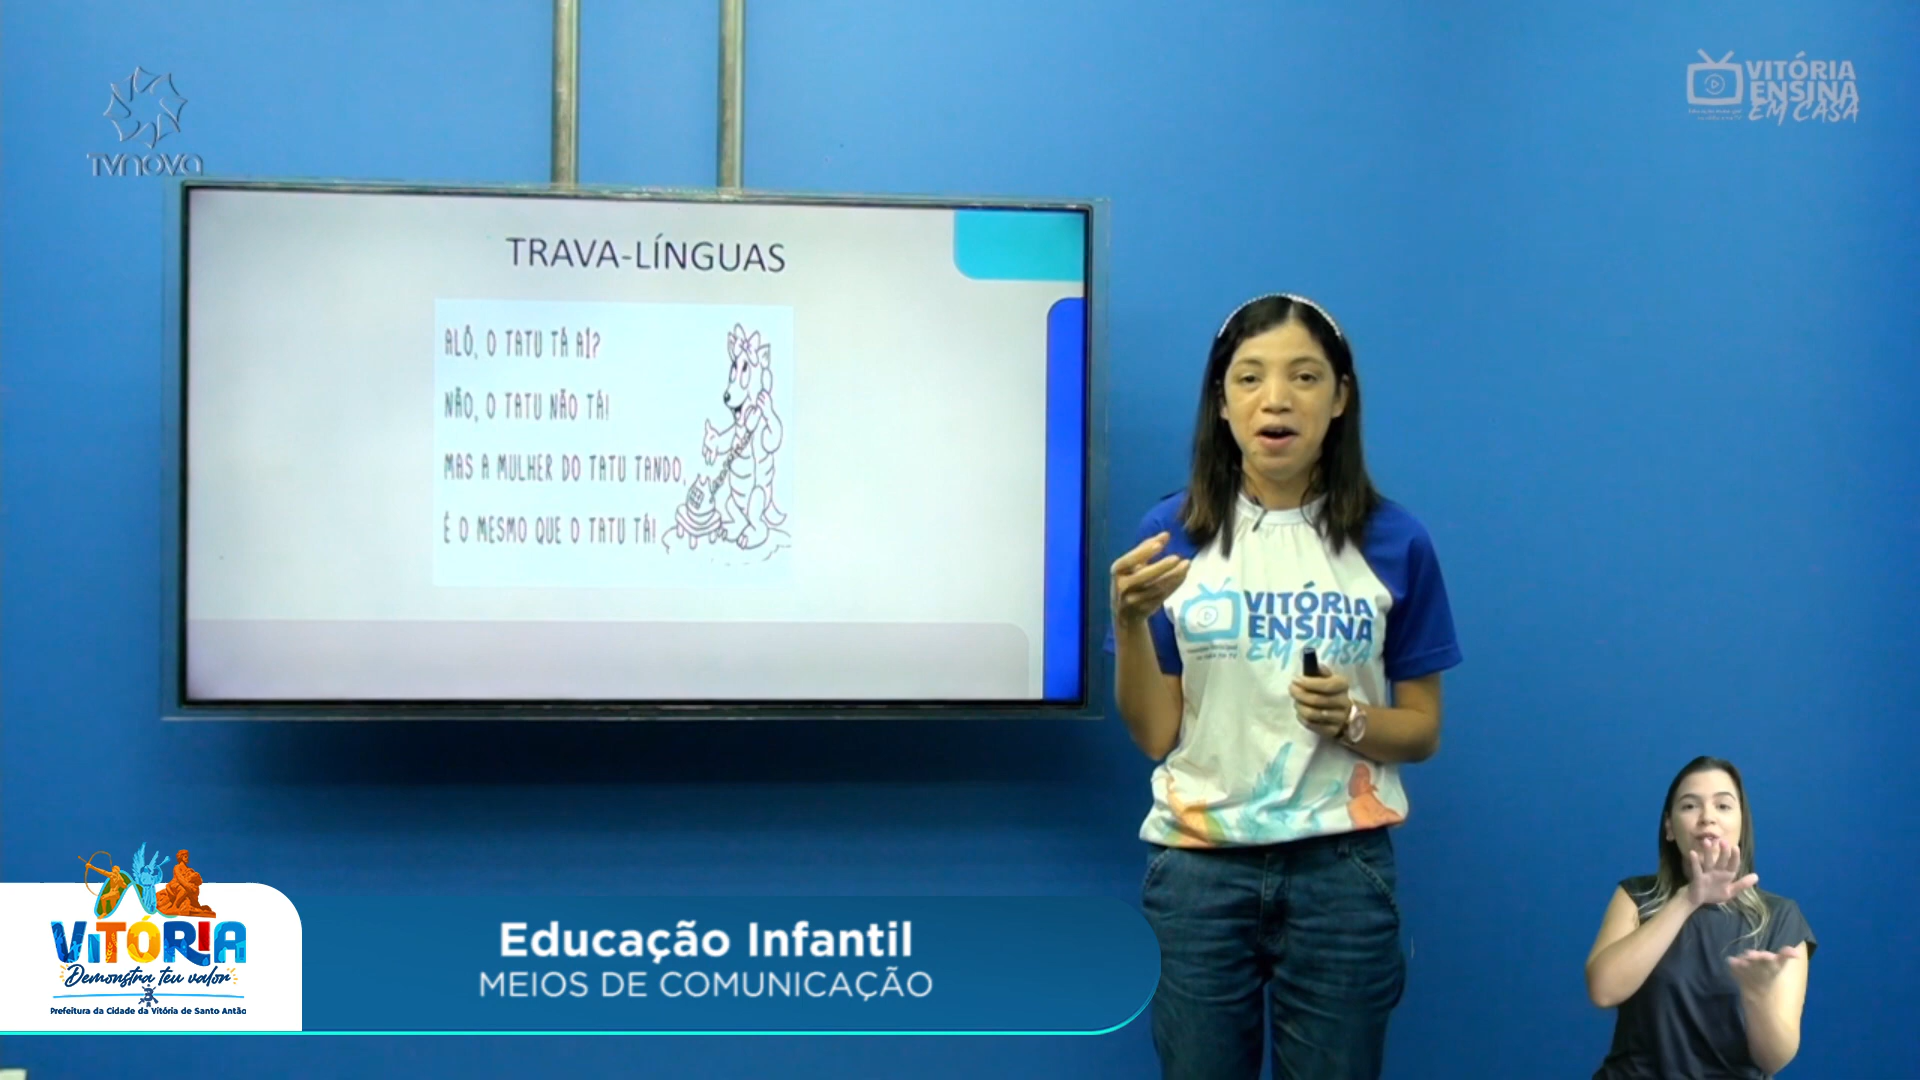 TVNOVA
VITÓRIA
ENSINA
EM CASA
TRAVA-LÍNGUAS
ALÔ, O TATU TÁ AÍ?
NÃO, O TATU NÃO TÁ!
MAS A MULHER DO TATU TANDO,
É O MESMO QUE O TATU TÁ!
VITÓRIA
ENSINA
EM CASA
VITÓRIA
Demonstra teu valor
Prefeitura da Cidade da Vitória de Santo Antão
Educação Infantil
MEIOS DE COMUNICAÇÃO